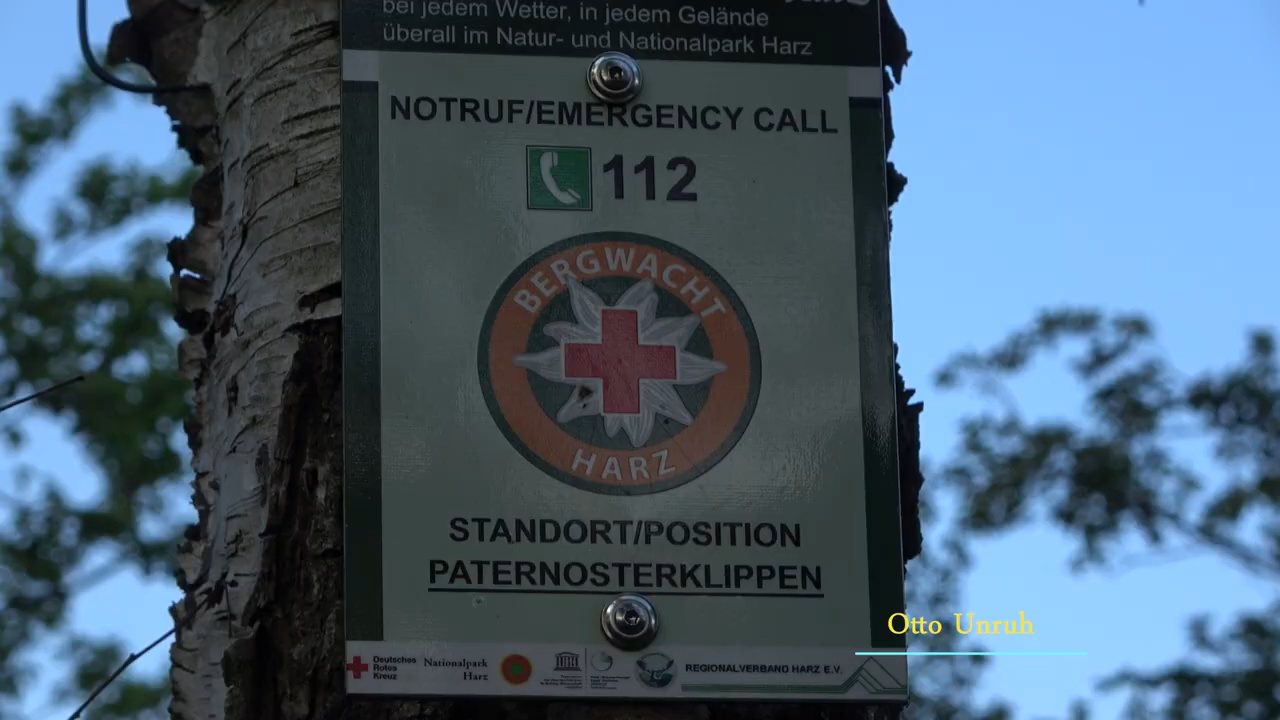 bei jedem Wetter, in jedem Gelände
überall im Natur- und Nationalpark Harz
NOTRUF/EMERGENCY CALL
112
BERGWACHT
HARZ
STANDORT/POSITION
PATERNOSTERKLIPPEN
Otto Unruh
Deutsches
Rotes
Kreuz
Nationalpark
Harz
REGIONALVERBAND HARZ E.V.